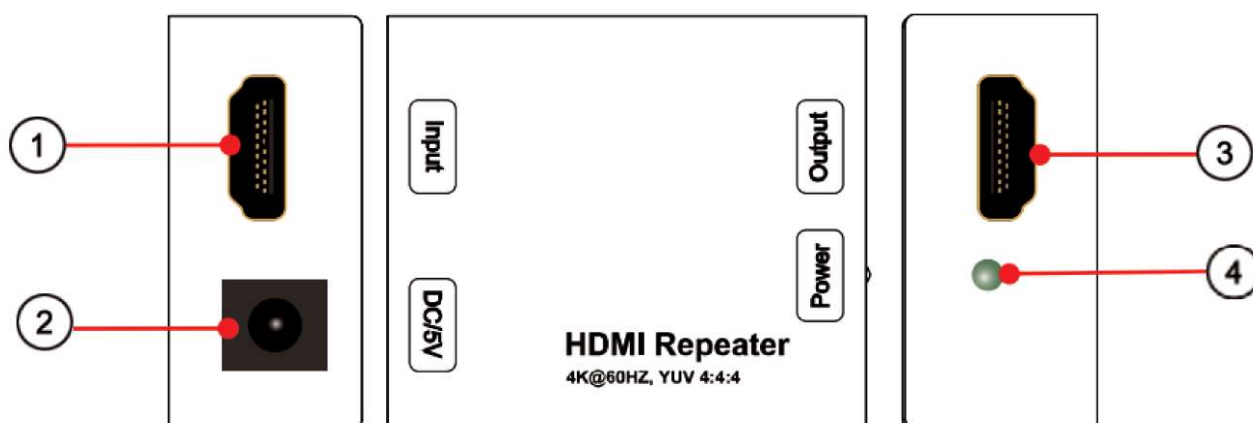 1
2
Input
DC/5V
Output
Power
HDMI Repeater
4K@60HZ, YUV 4:4:4
3
4